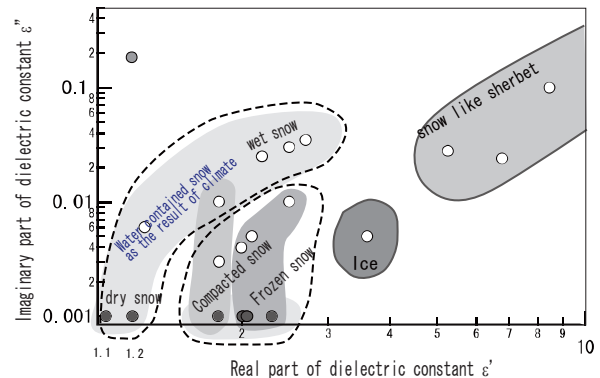 Imaginary part of dielectric constant ε"
4
2
0.1
8
6
4
2
0.01
8
6
4
2
0.001
snow like sherbet
wet snow
Water contained snow
as the result of climate
Ice
dry snow
Compacted snow
Frozen snow
1.1 1.2 2 3 4 5 6 7 8 9 10
Real part of dielectric constant ε'